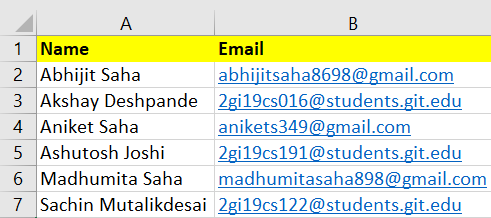 A B
1 Name Email
2 Abhijit Saha abhijitsaha8698@gmail.com
3 Akshay Deshpande 2gi19cs016@students.git.edu
4 Aniket Saha anikets349@gmail.com
5 Ashutosh Joshi 2gi19cs191@students.git.edu
6 Madhumita Saha madhumitasaha898@gmail.com
7 Sachin Mutalikdesai 2gi19cs122@students.git.edu